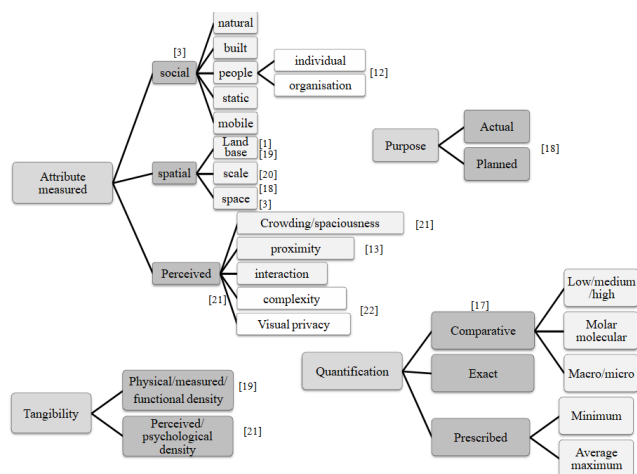 natural
[3]
built
social
people
individual
[12]
organisation
static
mobile
Attribute
measured
spatial
Land
base
[1]
[19]
scale
[20]
[18]
space
[3]
Perceived
[21]
Crowding/spaciousness
[21]
proximity
[13]
interaction
complexity
[22]
Visual privacy
Purpose
Actual
Planned
[18]
Tangibility
Physical/measured/
functional density
[19]
Perceived/
psychological
density
[21]
Quantification
[17]
Comparative
Low/medium
/high
Molar
molecular
Macro/micro
Exact
Prescribed
Minimum
Average
maximum